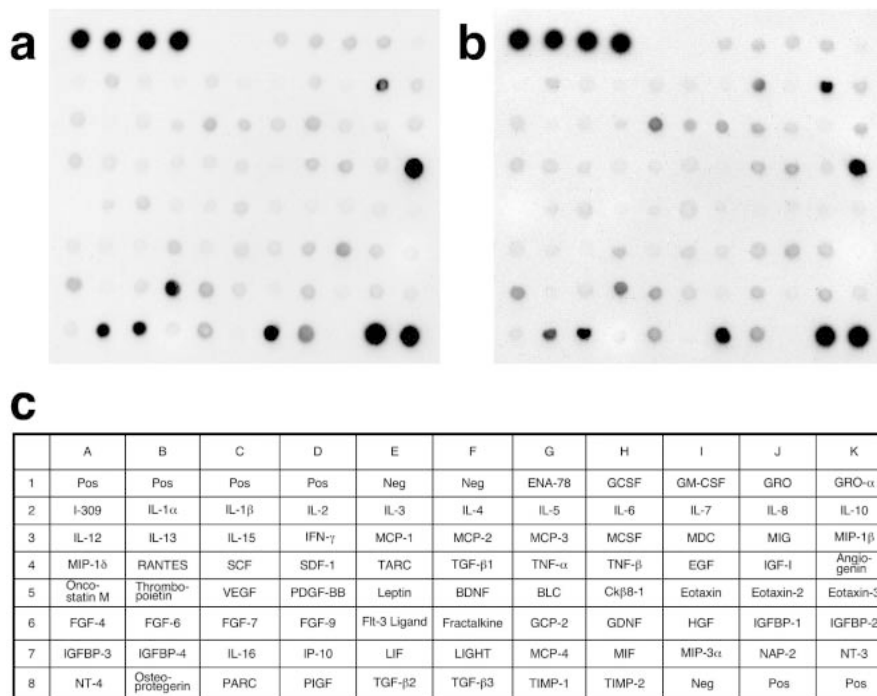 a b
c
A B C D E F G H I J K
1 Pos Pos Pos Pos Neg Neg ENA-78 GCSF GM-CSF GRO GRO-α
2 I-309 IL-1α IL-1β IL-2 IL-3 IL-4 IL-5 IL-6 IL-7 IL-8 IL-10
3 IL-12 IL-13 IL-15 IFN-γ MCP-1 MCP-2 MCP-3 MCSF MDC MIG MIP-1β
4 MIP-1δ RANTES SCF SDF-1 TARC TGF-β1 TNF-α TNF-β EGF IGF-I Angio-
genin
5 Onco-
statin M Thrombo-
poietin VEGF PDGF-BB Leptin BDNF BLC Ckβ8-1 Eotaxin Eotaxin-2 Eotaxin-3
6 FGF-4 FGF-6 FGF-7 FGF-9 Flt-3 Ligand Fractalkine GCP-2 GDNF HGF IGFBP-1 IGFBP-2
7 IGFBP-3 IGFBP-4 IL-16 IP-10 LIF LIGHT MCP-4 MIF MIP-3α NAP-2 NT-3
8 NT-4 Osteo-
protegerin PARC PIGF TGF-β2 TGF-β3 TIMP-1 TIMP-2 Neg Pos Pos